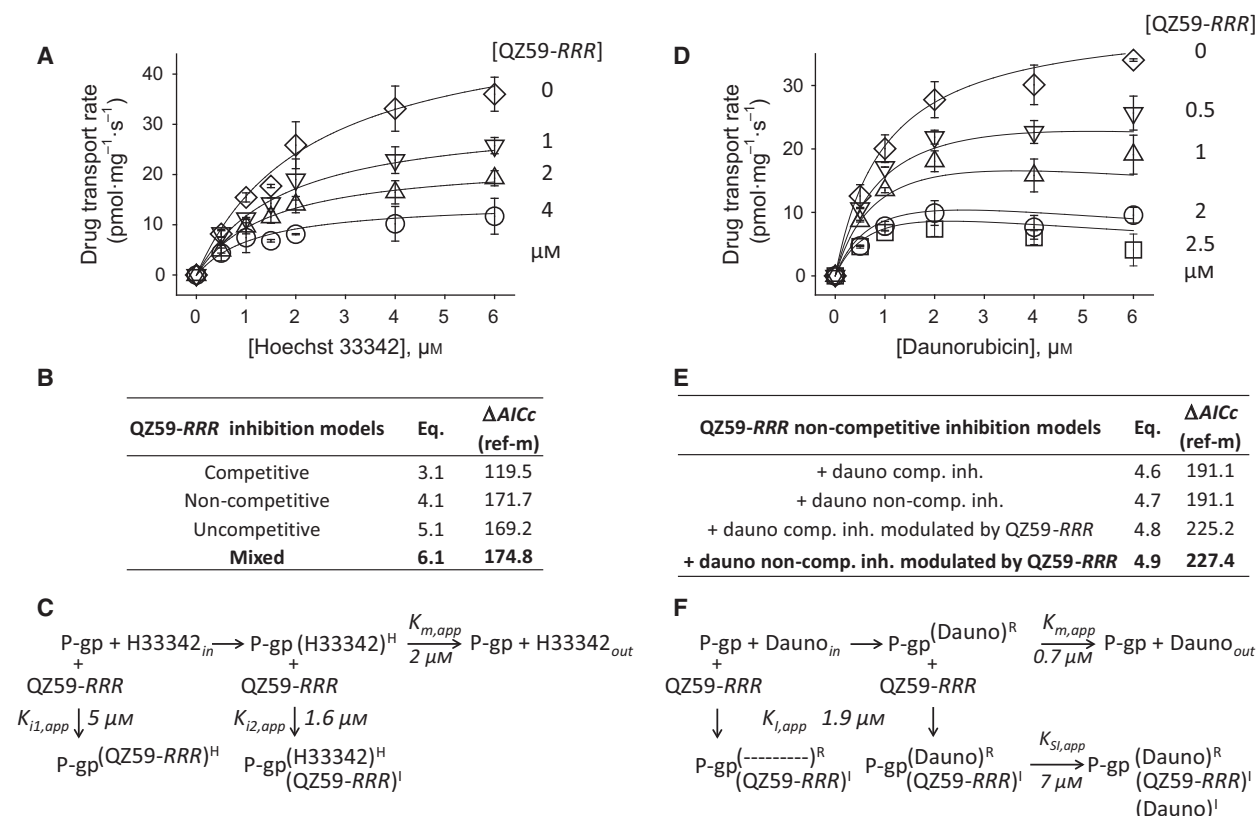 A
[QZ59-RRR]
Drug transport rate
(pmol·mg⁻¹·s⁻¹)
40
30
20
10
0
0
1
2
4
μM
0 1 2 3 4 5 6
[Hoechst 33342], μM
D
[QZ59-RRR]
Drug transport rate
(pmol·mg⁻¹·s⁻¹)
30
20
10
0
0
0.5
1
2
2.5
μM
0 1 2 3 4 5 6
[Daunorubicin], μM
B
QZ59-RRR inhibition models Eq. ΔAICc (ref-m)
Competitive 3.1 119.5
Non-competitive 4.1 171.7
Uncompetitive 5.1 169.2
Mixed 6.1 174.8
E
QZ59-RRR non-competitive inhibition models Eq. ΔAICc (ref-m)
+ dauno comp. inh. 4.6 191.1
+ dauno non-comp. inh. 4.7 191.1
+ dauno comp. inh. modulated by QZ59-RRR 4.8 225.2
+ dauno non-comp. inh. modulated by QZ59-RRR 4.9 227.4
C
P-gp + H33342in → P-gp (H33342)ᴴ Km,app 2 μM → P-gp + H33342out
+ +
QZ59-RRR QZ59-RRR
Ki1,app ↓ 5 μM Ki2,app ↓ 1.6 μM
P-gp(QZ59-RRR)ᴴ P-gp(H33342)ᴴ
(QZ59-RRR)ᴵ
F
P-gp + Daunoin → P-gp(Dauno)ᴿ Km,app 0.7 μM → P-gp + Daunoout
+ +
QZ59-RRR QZ59-RRR
↓ KI,app 1.9 μM ↓
P-gp(---------)ᴿ P-gp(Dauno)ᴿ KSI,app → P-gp (Dauno)ᴿ
(QZ59-RRR)ᴵ (QZ59-RRR)ᴵ 7 μM (QZ59-RRR)ᴵ
(Dauno)ᴵ